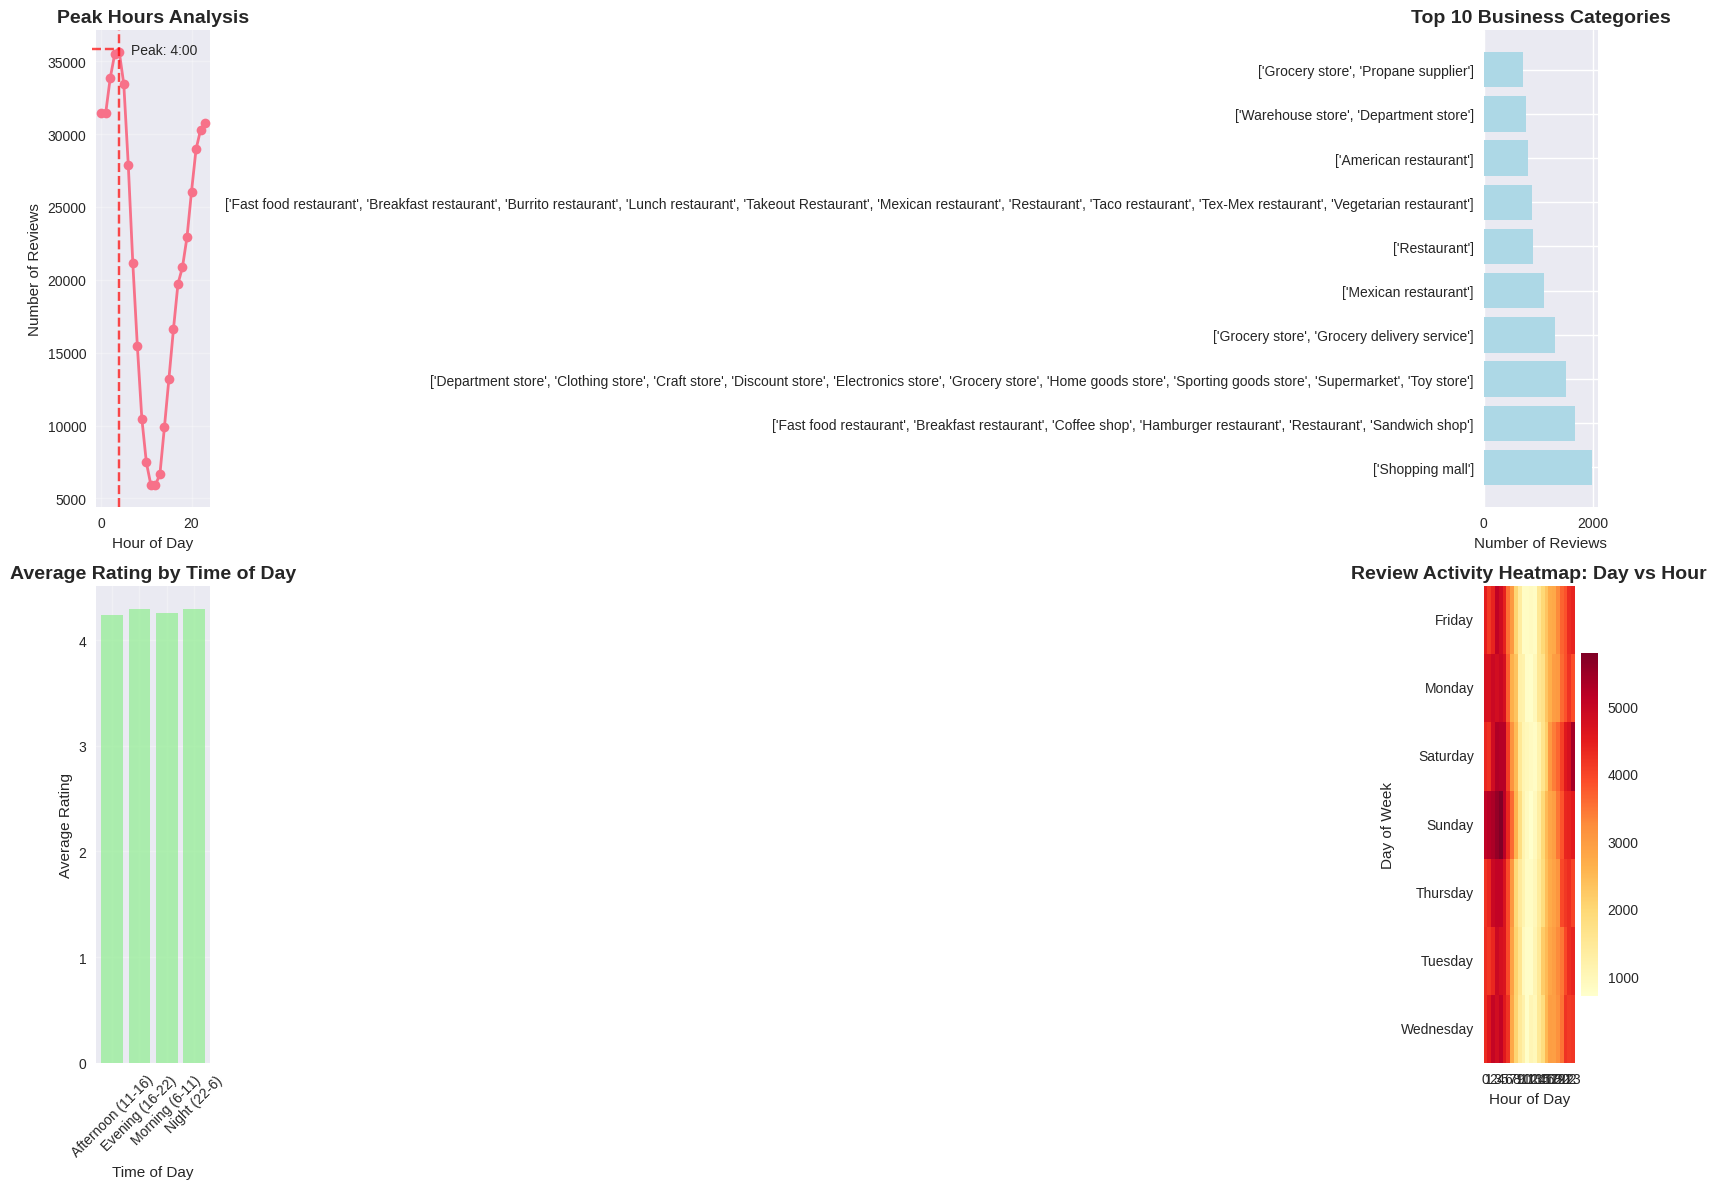 Peak Hours Analysis
Peak: 4:00
35000
30000
25000
20000
15000
10000
5000
Number of Reviews
0 20
Hour of Day
Top 10 Business Categories
['Grocery store', 'Propane supplier']
['Warehouse store', 'Department store']
['American restaurant']
['Fast food restaurant', 'Breakfast restaurant', 'Burrito restaurant', 'Lunch restaurant', 'Takeout Restaurant', 'Mexican restaurant', 'Restaurant', 'Taco restaurant', 'Tex-Mex restaurant', 'Vegetarian restaurant']
['Restaurant']
['Mexican restaurant']
['Grocery store', 'Grocery delivery service']
['Department store', 'Clothing store', 'Craft store', 'Discount store', 'Electronics store', 'Grocery store', 'Home goods store', 'Sporting goods store', 'Supermarket', 'Toy store']
['Fast food restaurant', 'Breakfast restaurant', 'Coffee shop', 'Hamburger restaurant', 'Restaurant', 'Sandwich shop']
['Shopping mall']
0 2000
Number of Reviews
Average Rating by Time of Day
4
3
2
1
0
Average Rating
Afternoon (11-16)
Evening (16-22)
Morning (6-11)
Night (22-6)
Time of Day
Review Activity Heatmap: Day vs Hour
Friday
Monday
Saturday
Sunday
Thursday
Tuesday
Wednesday
Day of Week
5000
4000
3000
2000
1000
Hour of Day